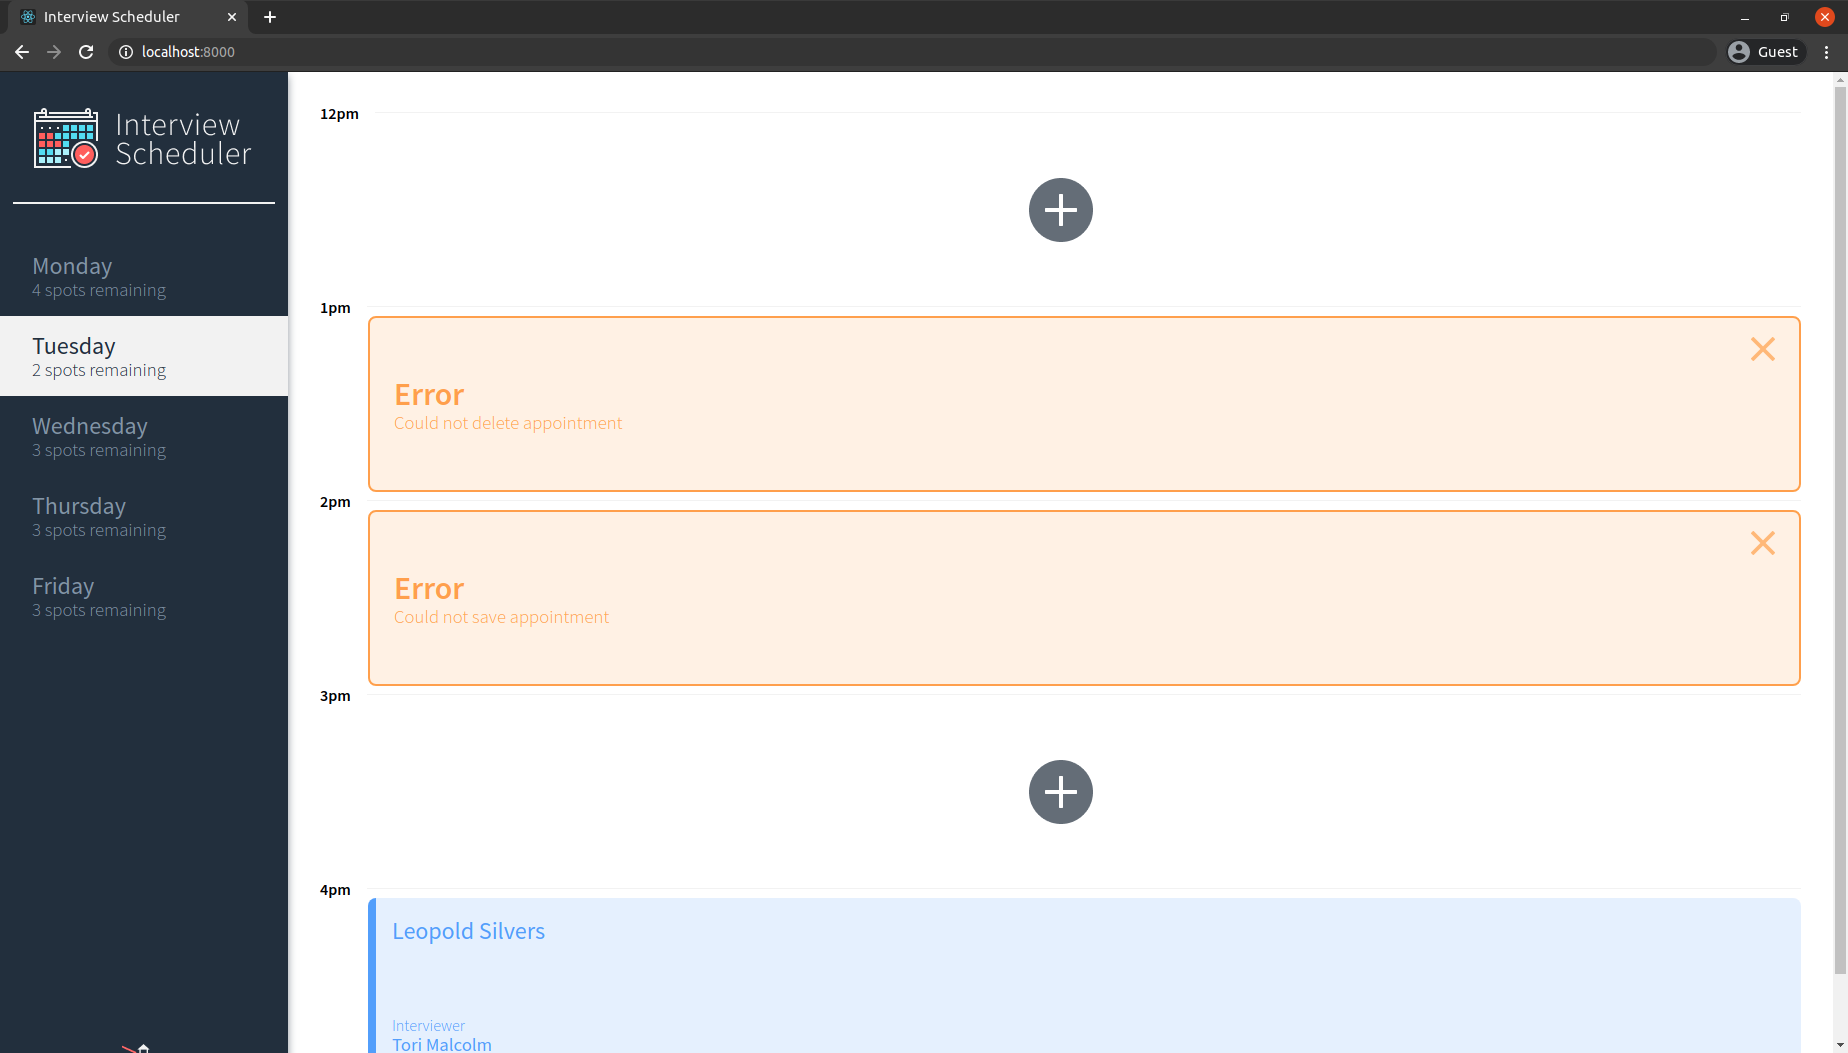 Interview Scheduler
localhost:8000
Guest
Interview
Scheduler
Monday
4 spots remaining
Tuesday
2 spots remaining
Wednesday
3 spots remaining
Thursday
3 spots remaining
Friday
3 spots remaining
12pm
1pm
Error
Could not delete appointment
2pm
Error
Could not save appointment
3pm
4pm
Leopold Silvers
Interviewer
Tori Malcolm